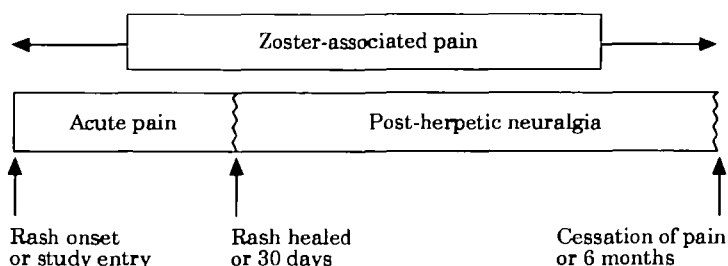 Zoster-associated pain
Acute pain
Post-herpetic neuralgia
Rash onset
or study entry
Rash healed
or 30 days
Cessation of pain
or 6 months